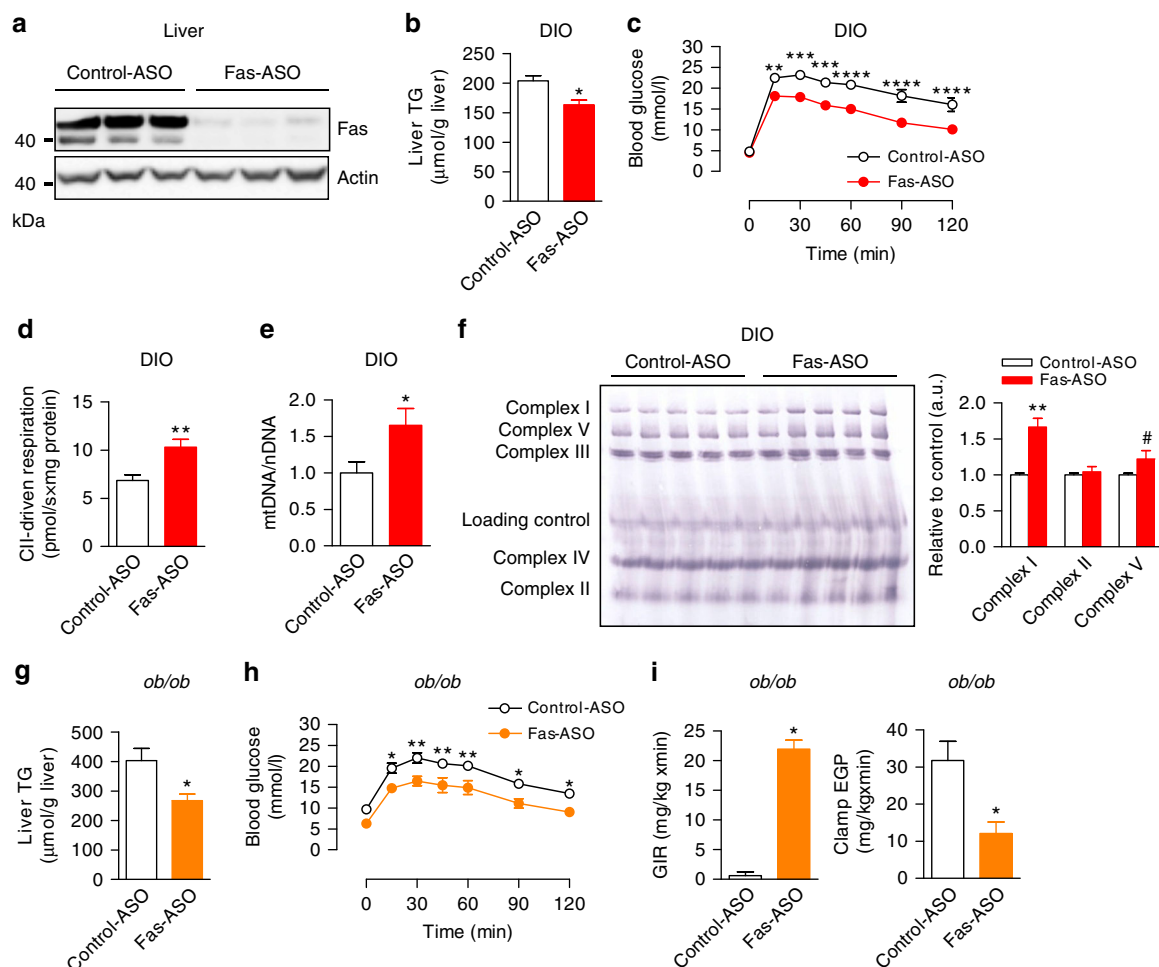 a
Liver
Control-ASO
Fas-ASO
40
Fas
40
Actin
kDa
b
DIO
Liver TG
(μmol/g liver)
250
200
150
100
50
0
*
Control-ASO
Fas-ASO
c
DIO
Blood glucose
(mmol/l)
30
25
20
15
10
5
** *** *** **** **** ****
Control-ASO
Fas-ASO
0 30 60 90 120
Time (min)
d
DIO
CII-driven respiration
(pmol/sxmg protein)
15
10
5
0
**
Control-ASO
Fas-ASO
e
DIO
mtDNA/nDNA
2.0
1.5
1.0
0.5
0.0
*
Control-ASO
Fas-ASO
f
DIO
Control-ASO
Fas-ASO
Complex I
Complex V
Complex III
Loading control
Complex IV
Complex II
Control-ASO
Fas-ASO
Relative to control (a.u.)
2.0
1.5
1.0
0.5
0.0
**
#
Complex I
Complex II
Complex V
g
ob/ob
Liver TG
(μmol/g liver)
500
400
300
200
100
0
*
Control-ASO
Fas-ASO
h
ob/ob
Control-ASO
Fas-ASO
Blood glucose
(mmol/l)
30
25
20
15
10
5
0
* ** ** ** * *
0 30 60 90 120
Time (min)
i
ob/ob
GIR (mg/kg xmin)
25
20
15
10
5
0
*
Control-ASO
Fas-ASO
ob/ob
Clamp EGP
(mg/kgxmin)
40
30
20
10
0
*
Control-ASO
Fas-ASO